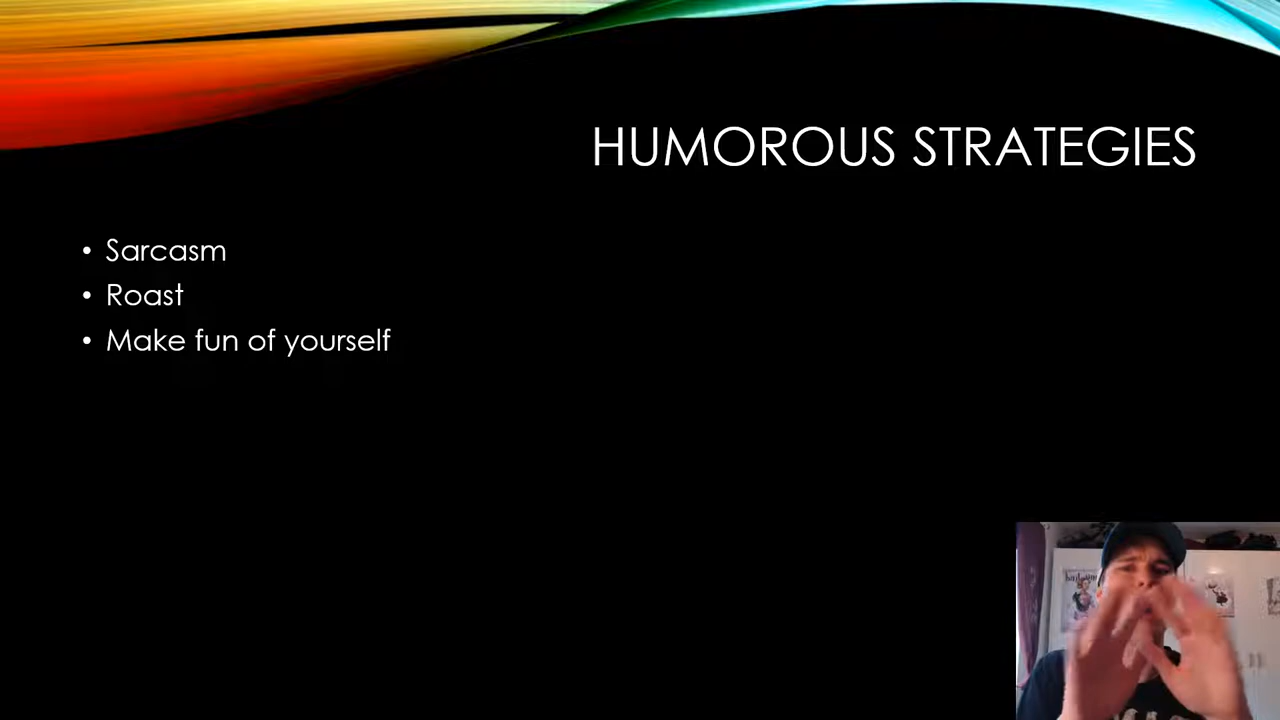 HUMOROUS STRATEGIES
• Sarcasm
• Roast
• Make fun of yourself